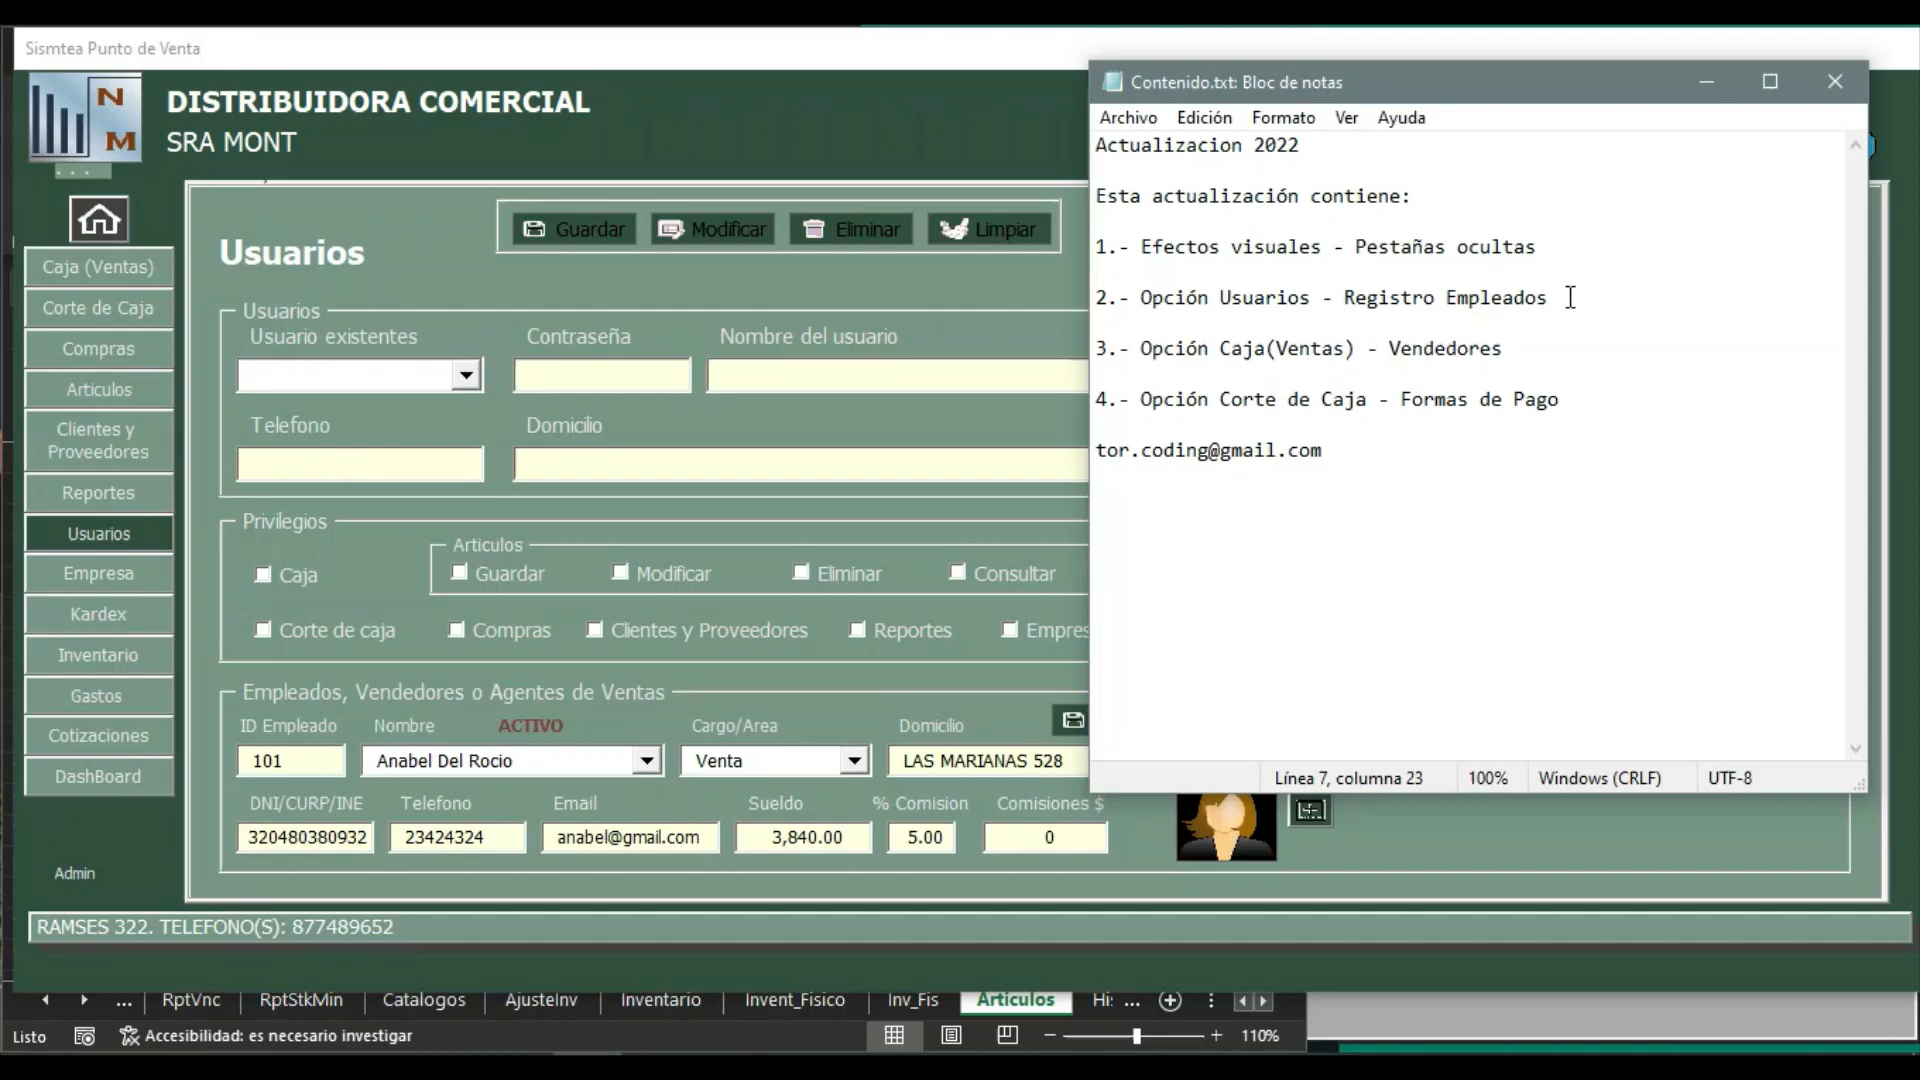 Sismtea Punto de Venta
N
M
DISTRIBUIDORA COMERCIAL
SRA MONT
Caja (Ventas)
Corte de Caja
Compras
Articulos
Clientes y
Proveedores
Reportes
Usuarios
Empresa
Kardex
Inventario
Gastos
Cotizaciones
DashBoard
Admin
Usuarios
Guardar Modificar Eliminar Limpiar
Usuarios
Usuario existentes Contraseña Nombre del usuario
Telefono Domicilio
Privilegios
Articulos
Caja Guardar Modificar Eliminar Consultar
Corte de caja Compras Clientes y Proveedores Reportes Empres
Empleados, Vendedores o Agentes de Ventas
ID Empleado Nombre ACTIVO Cargo/Area Domicilio
101 Anabel Del Rocio Venta LAS MARIANAS 528
DNI/CURP/INE Telefono Email Sueldo % Comision Comisiones $
320480380932 23424324 anabel@gmail.com 3,840.00 5.00 0
RAMSES 322. TELEFONO(S): 877489652
Contenido.txt: Bloc de notas
Archivo Edición Formato Ver Ayuda
Actualizacion 2022
Esta actualización contiene:
1.- Efectos visuales - Pestañas ocultas
2.- Opción Usuarios - Registro Empleados
3.- Opción Caja(Ventas) - Vendedores
4.- Opción Corte de Caja - Formas de Pago
tor.coding@gmail.com
Línea 7, columna 23 100% Windows (CRLF) UTF-8
... RptVnc RptStkMin Catalogos AjusteInv Inventario Invent_Fisico Inv_Fis Articulos Hi: ...
Listo Accesibilidad: es necesario investigar 110%